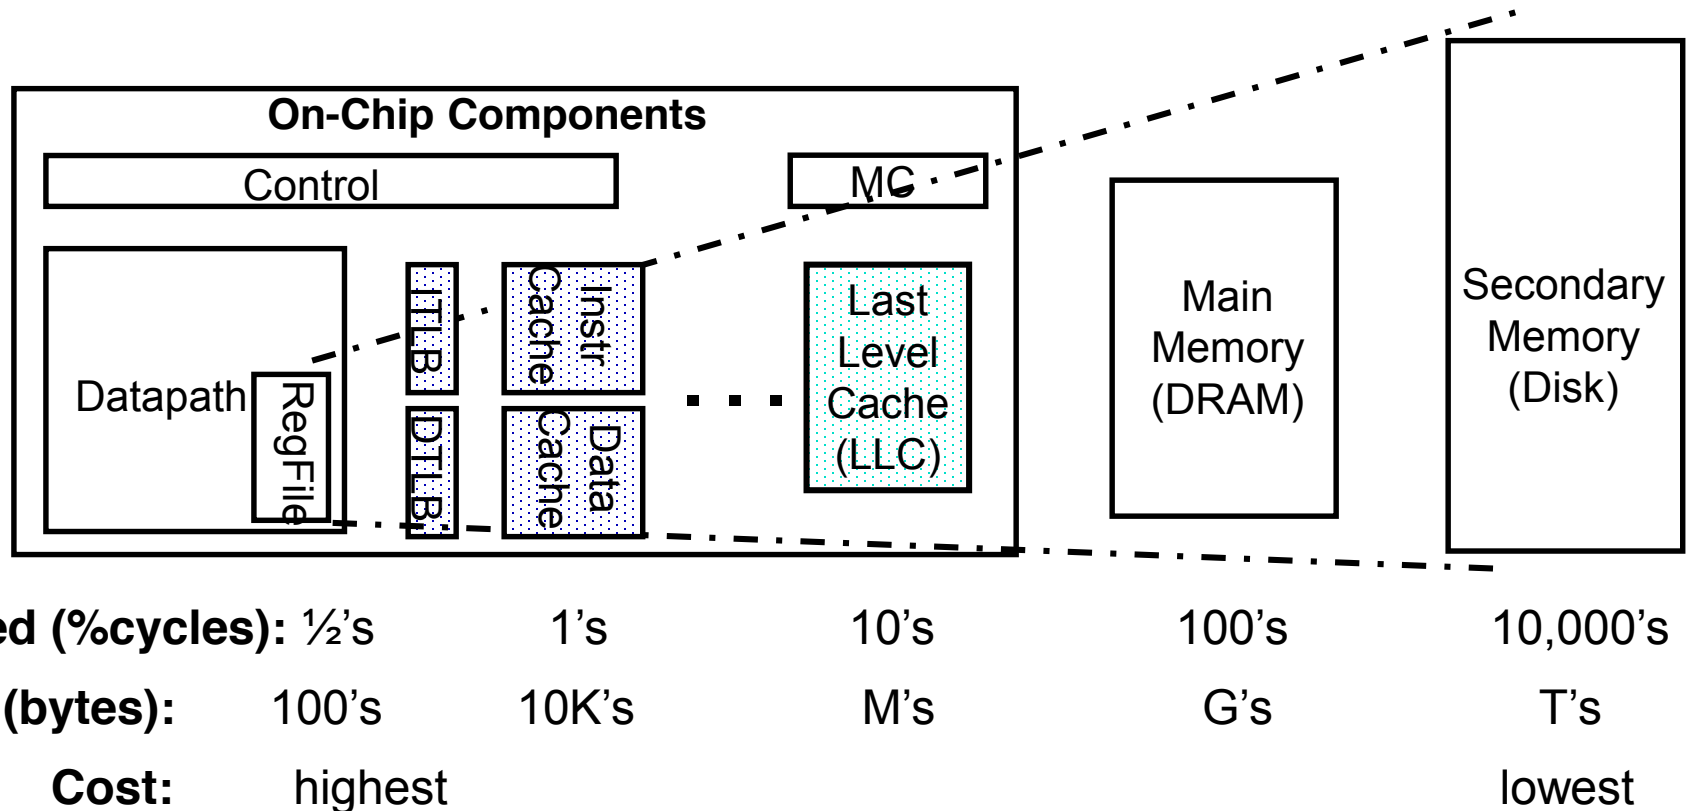 On-Chip Components
Control
MC
Datapath
RegFile
ITLB
DTLB
Instr
Cache
Data
Cache
Last
Level
Cache
(LLC)
Main
Memory
(DRAM)
Secondary
Memory
(Disk)
ed (%cycles): ½’s 1’s 10’s 100’s 10,000’s
(bytes): 100’s 10K’s M’s G’s T’s
Cost: highest lowest